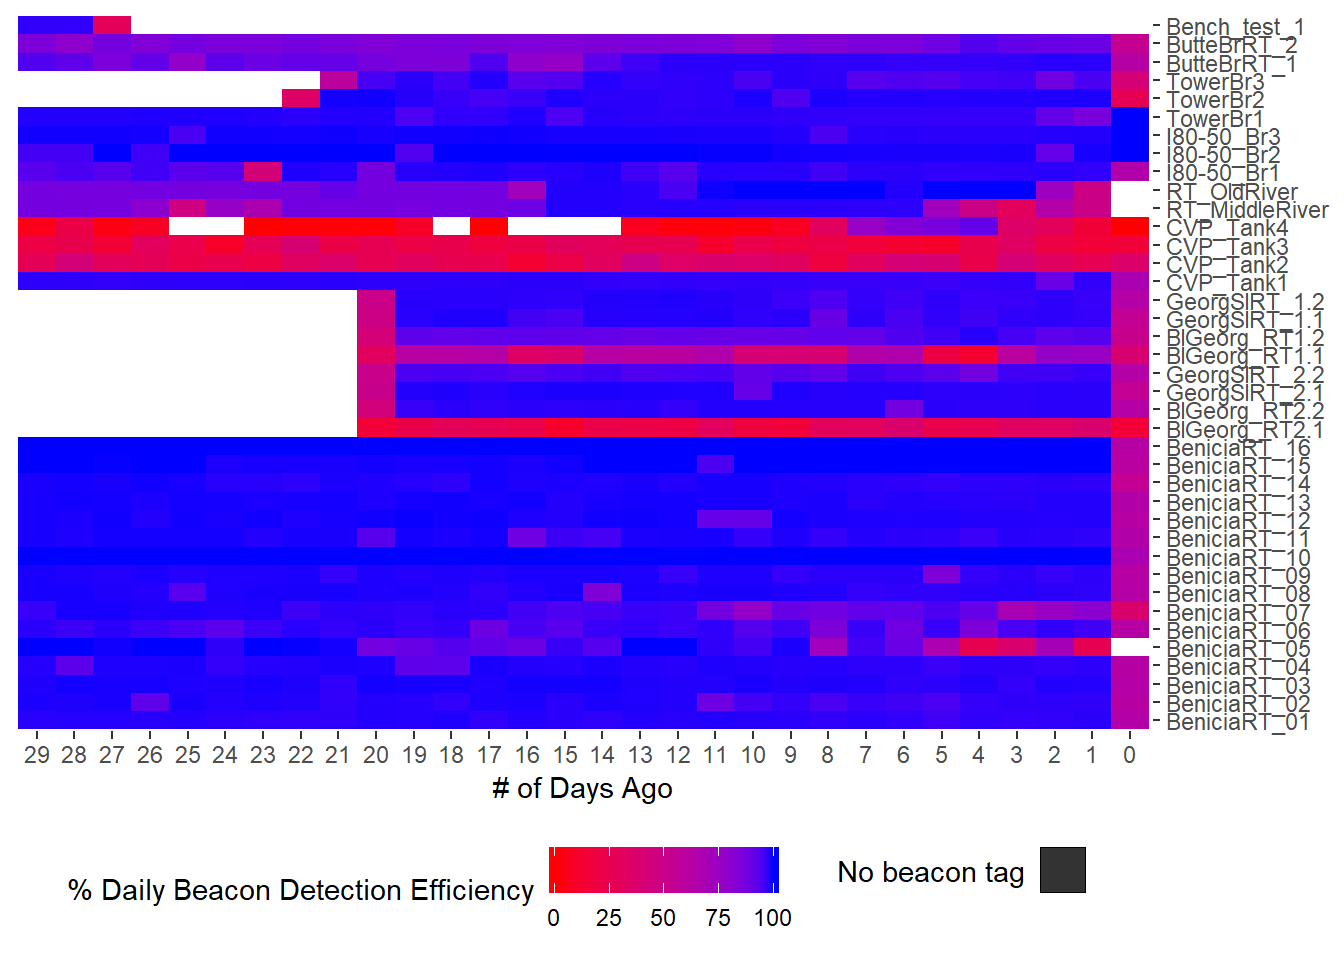 Bench_test_1
ButteBrRT_2
ButteBrRT_1
TowerBr3
TowerBr2
TowerBr1
I80-50_Br3
I80-50_Br2
I80-50_Br1
RT_OldRiver
RT_MiddleRiver
CVP_Tank4
CVP_Tank3
CVP_Tank2
CVP_Tank1
GeorgSlRT_1.2
GeorgSlRT_1.1
BlGeorg_RT1.2
BlGeorg_RT1.1
GeorgSlRT_2.2
GeorgSlRT_2.1
BlGeorg_RT2.2
BlGeorg_RT2.1
BeniciaRT_16
BeniciaRT_15
BeniciaRT_14
BeniciaRT_13
BeniciaRT_12
BeniciaRT_11
BeniciaRT_10
BeniciaRT_09
BeniciaRT_08
BeniciaRT_07
BeniciaRT_06
BeniciaRT_05
BeniciaRT_04
BeniciaRT_03
BeniciaRT_02
BeniciaRT_01
29 28 27 26 25 24 23 22 21 20 19 18 17 16 15 14 13 12 11 10 9 8 7 6 5 4 3 2 1 0
# of Days Ago
% Daily Beacon Detection Efficiency
0 25 50 75 100
No beacon tag